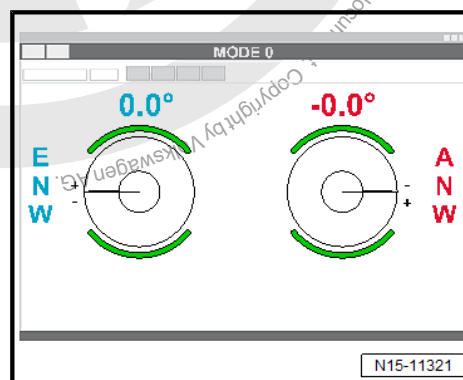 MODE 0
0.0° -0.0°
E A
N N
W W
+ -
- +
Copyright by Volkswagen AG.
N15-11321